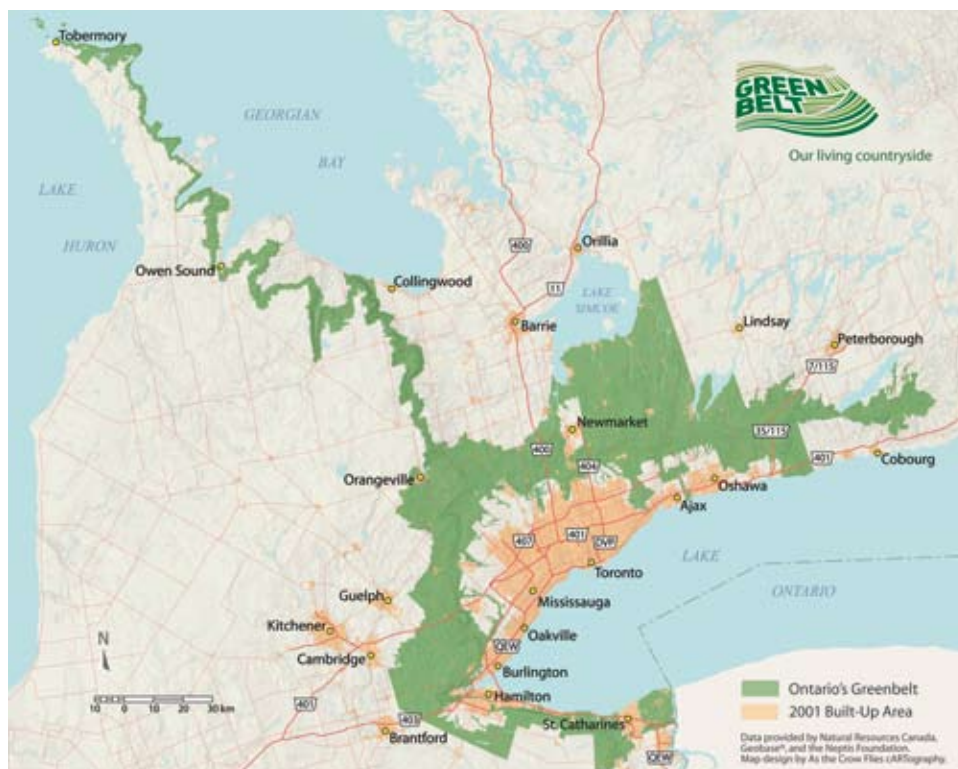 Tobermory
GREEN
BELT
Our living countryside
GEORGIAN
BAY
LAKE
HURON
Owen Sound
Collingwood
400
Orillia
11
LAKE
SIMCOE
Barrie
Lindsay
Peterborough
7/115
Newmarket
35/115
400
404
401
Cobourg
Orangeville
Oshawa
Ajax
407
401
DVP
LAKE
Toronto
ONTARIO
Guelph
Mississauga
Kitchener
Oakville
N
Cambridge
QEW
Burlington
Hamilton
10 0 10 20 30 km
401
403
St. Catharines
Brantford
QEW
Ontario's Greenbelt
2001 Built-Up Area
Data provided by Natural Resources Canada,
Geobase®, and the Neptis Foundation.
Map design by As the Crow Flies cARTography.